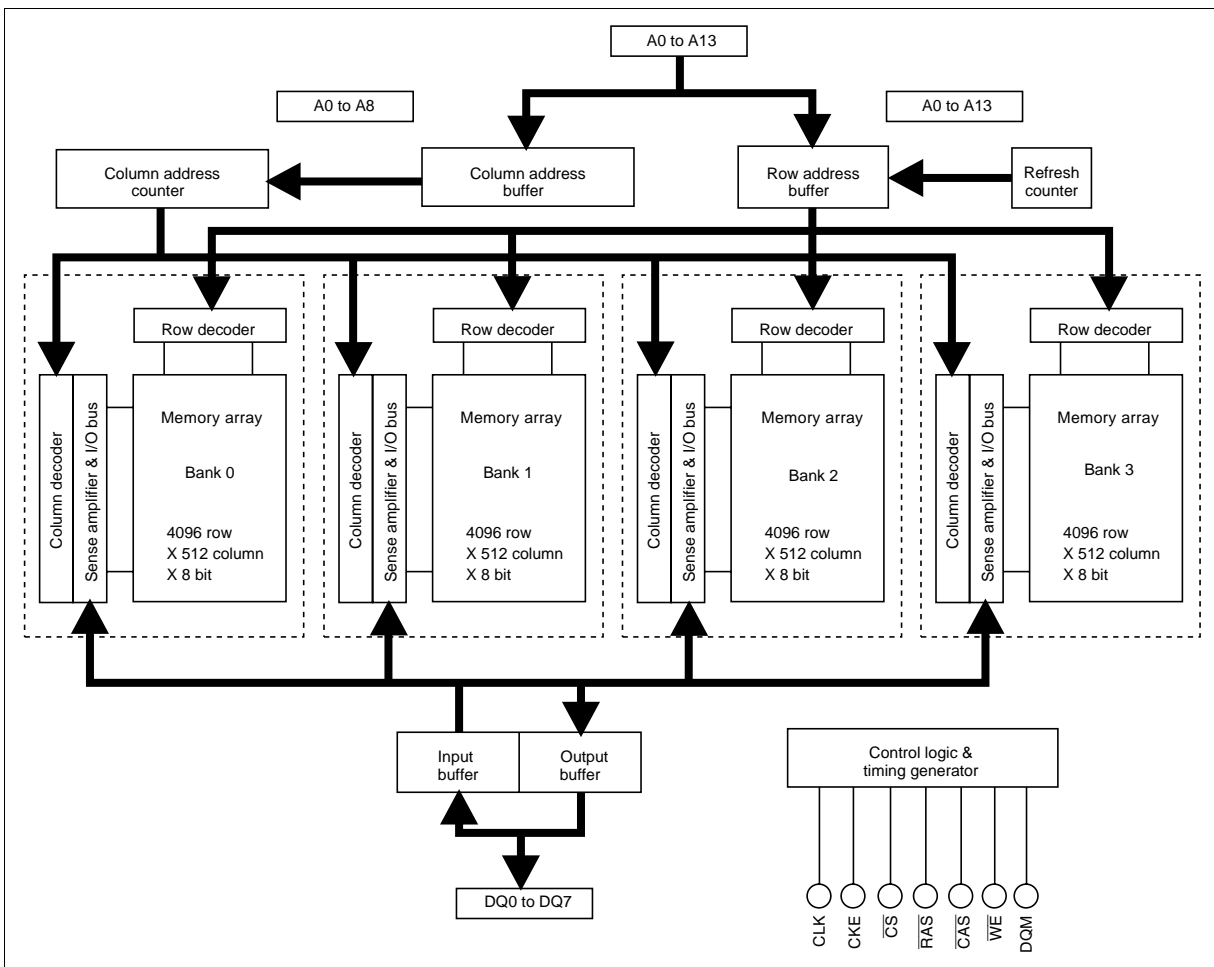 A0 to A13
A0 to A8
A0 to A13
Column address
counter
Column address
buffer
Row address
buffer
Refresh
counter
Row decoder
Row decoder
Row decoder
Row decoder
Column decoder
Sense amplifier & I/O bus
Memory array
Bank 0
4096 row
X 512 column
X 8 bit
Column decoder
Sense amplifier & I/O bus
Memory array
Bank 1
4096 row
X 512 column
X 8 bit
Column decoder
Sense amplifier & I/O bus
Memory array
Bank 2
4096 row
X 512 column
X 8 bit
Column decoder
Sense amplifier & I/O bus
Memory array
Bank 3
4096 row
X 512 column
X 8 bit
Input
buffer
Output
buffer
Control logic &
timing generator
DQ0 to DQ7
CLK
CKE
C̅S̅
R̅A̅S̅
C̅A̅S̅
W̅E̅
DQM